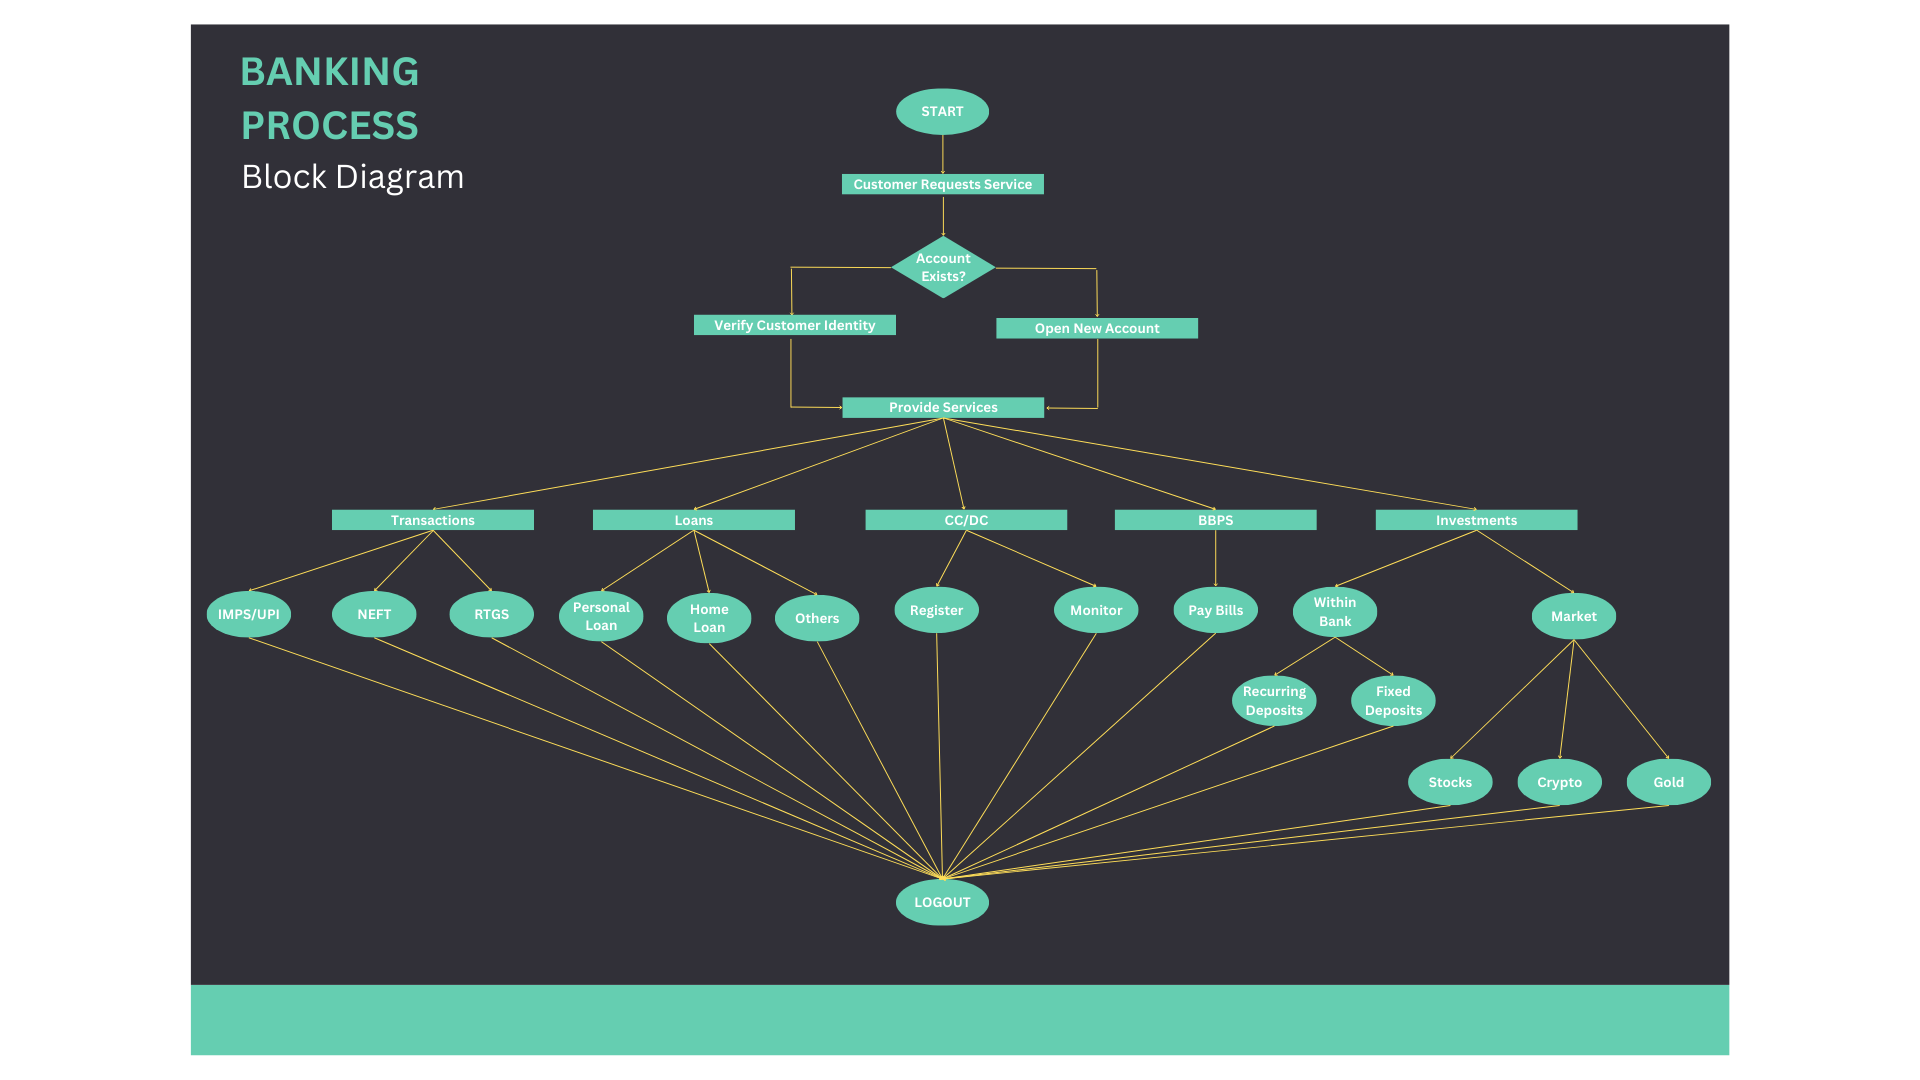 BANKING
PROCESS
Block Diagram
START
Customer Requests Service
Account
Exists?
Verify Customer Identity
Open New Account
Provide Services
Transactions
Loans
CC/DC
BBPS
Investments
IMPS/UPI
NEFT
RTGS
Personal
Loan
Home
Loan
Others
Register
Monitor
Pay Bills
Within
Bank
Market
Recurring
Deposits
Fixed
Deposits
Stocks
Crypto
Gold
LOGOUT